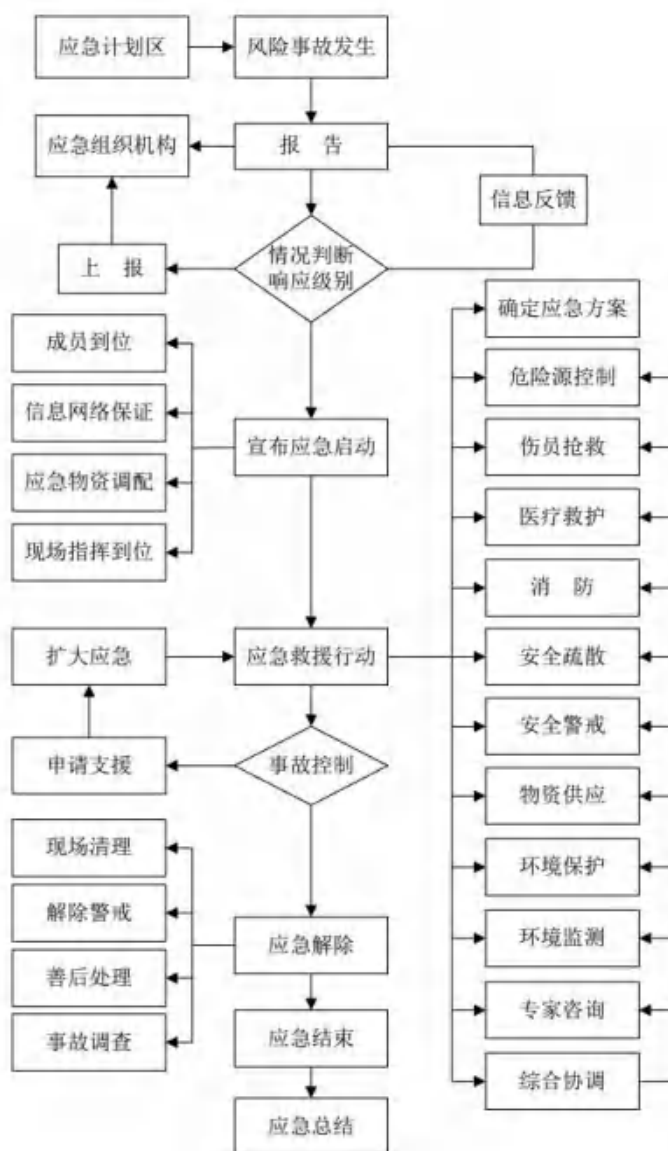 应急计划区
风险事故发生
应急组织机构
报　告
信息反馈
上　报
情况判断
响应级别
确定应急方案
成员到位
危险源控制
信息网络保证
宣布应急启动
伤员抢救
应急物资调配
医疗救护
现场指挥到位
消　防
扩大应急
应急救援行动
安全疏散
安全警戒
申请支援
事故控制
物资供应
现场清理
环境保护
解除警戒
应急解除
环境监测
善后处理
专家咨询
事故调查
应急结束
综合协调
应急总结